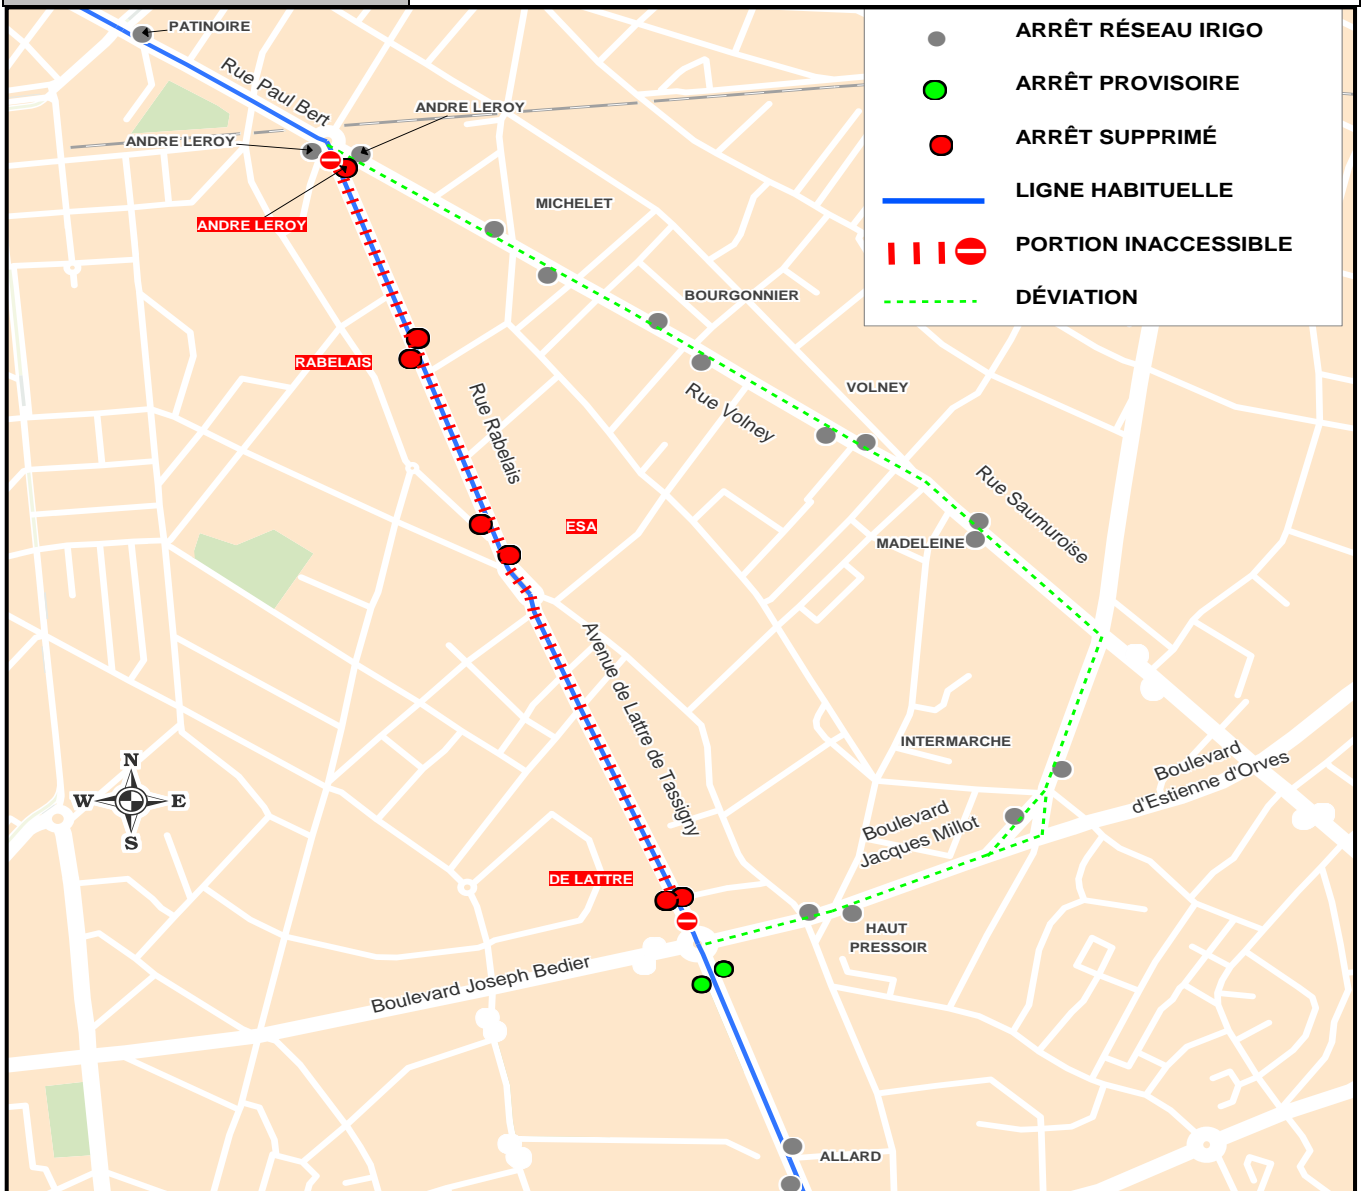 PATINOIRE
ARRÊT RÉSEAU IRIGO
Rue Paul Bert
ARRÊT PROVISOIRE
ANDRE LEROY
ANDRE LEROY
ARRÊT SUPPRIMÉ
LIGNE HABITUELLE
MICHELET
ANDRE LEROY
PORTION INACCESSIBLE
BOURGONNIER
DÉVIATION
RABELAIS
VOLNEY
Rue Rabelais
Rue Volney
Rue Saumuroise
ESA
MADELEINE
Avenue de Lattre de Tassigny
INTERMARCHE
N
W
E
S
Boulevard
d'Estienne d'Orves
Boulevard
Jacques Millot
DE LATTRE
HAUT
PRESSOIR
Boulevard Joseph Bedier
ALLARD